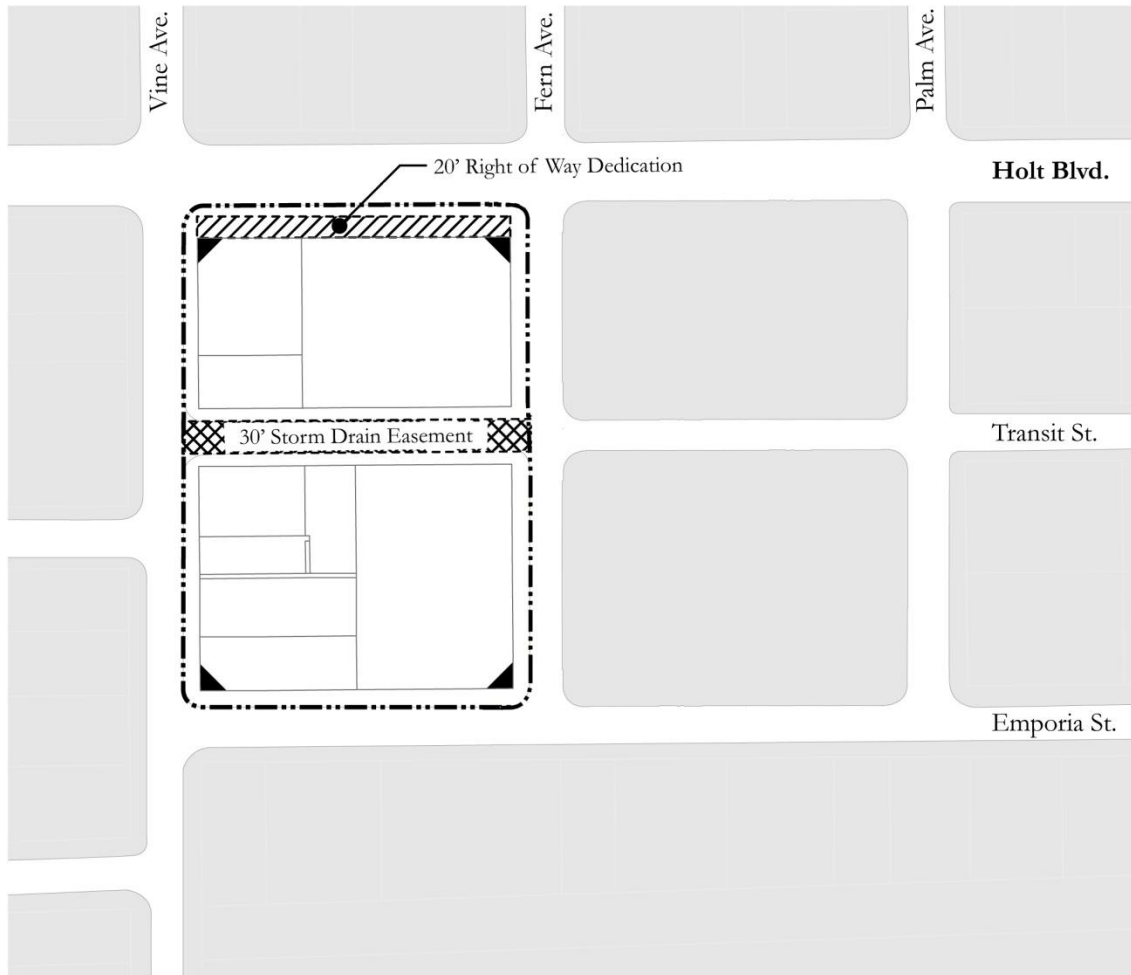 Vine Ave.
Fern Ave.
Palm Ave.
20’ Right of Way Dedication
Holt Blvd.
30’ Storm Drain Easement
Transit St.
Emporia St.